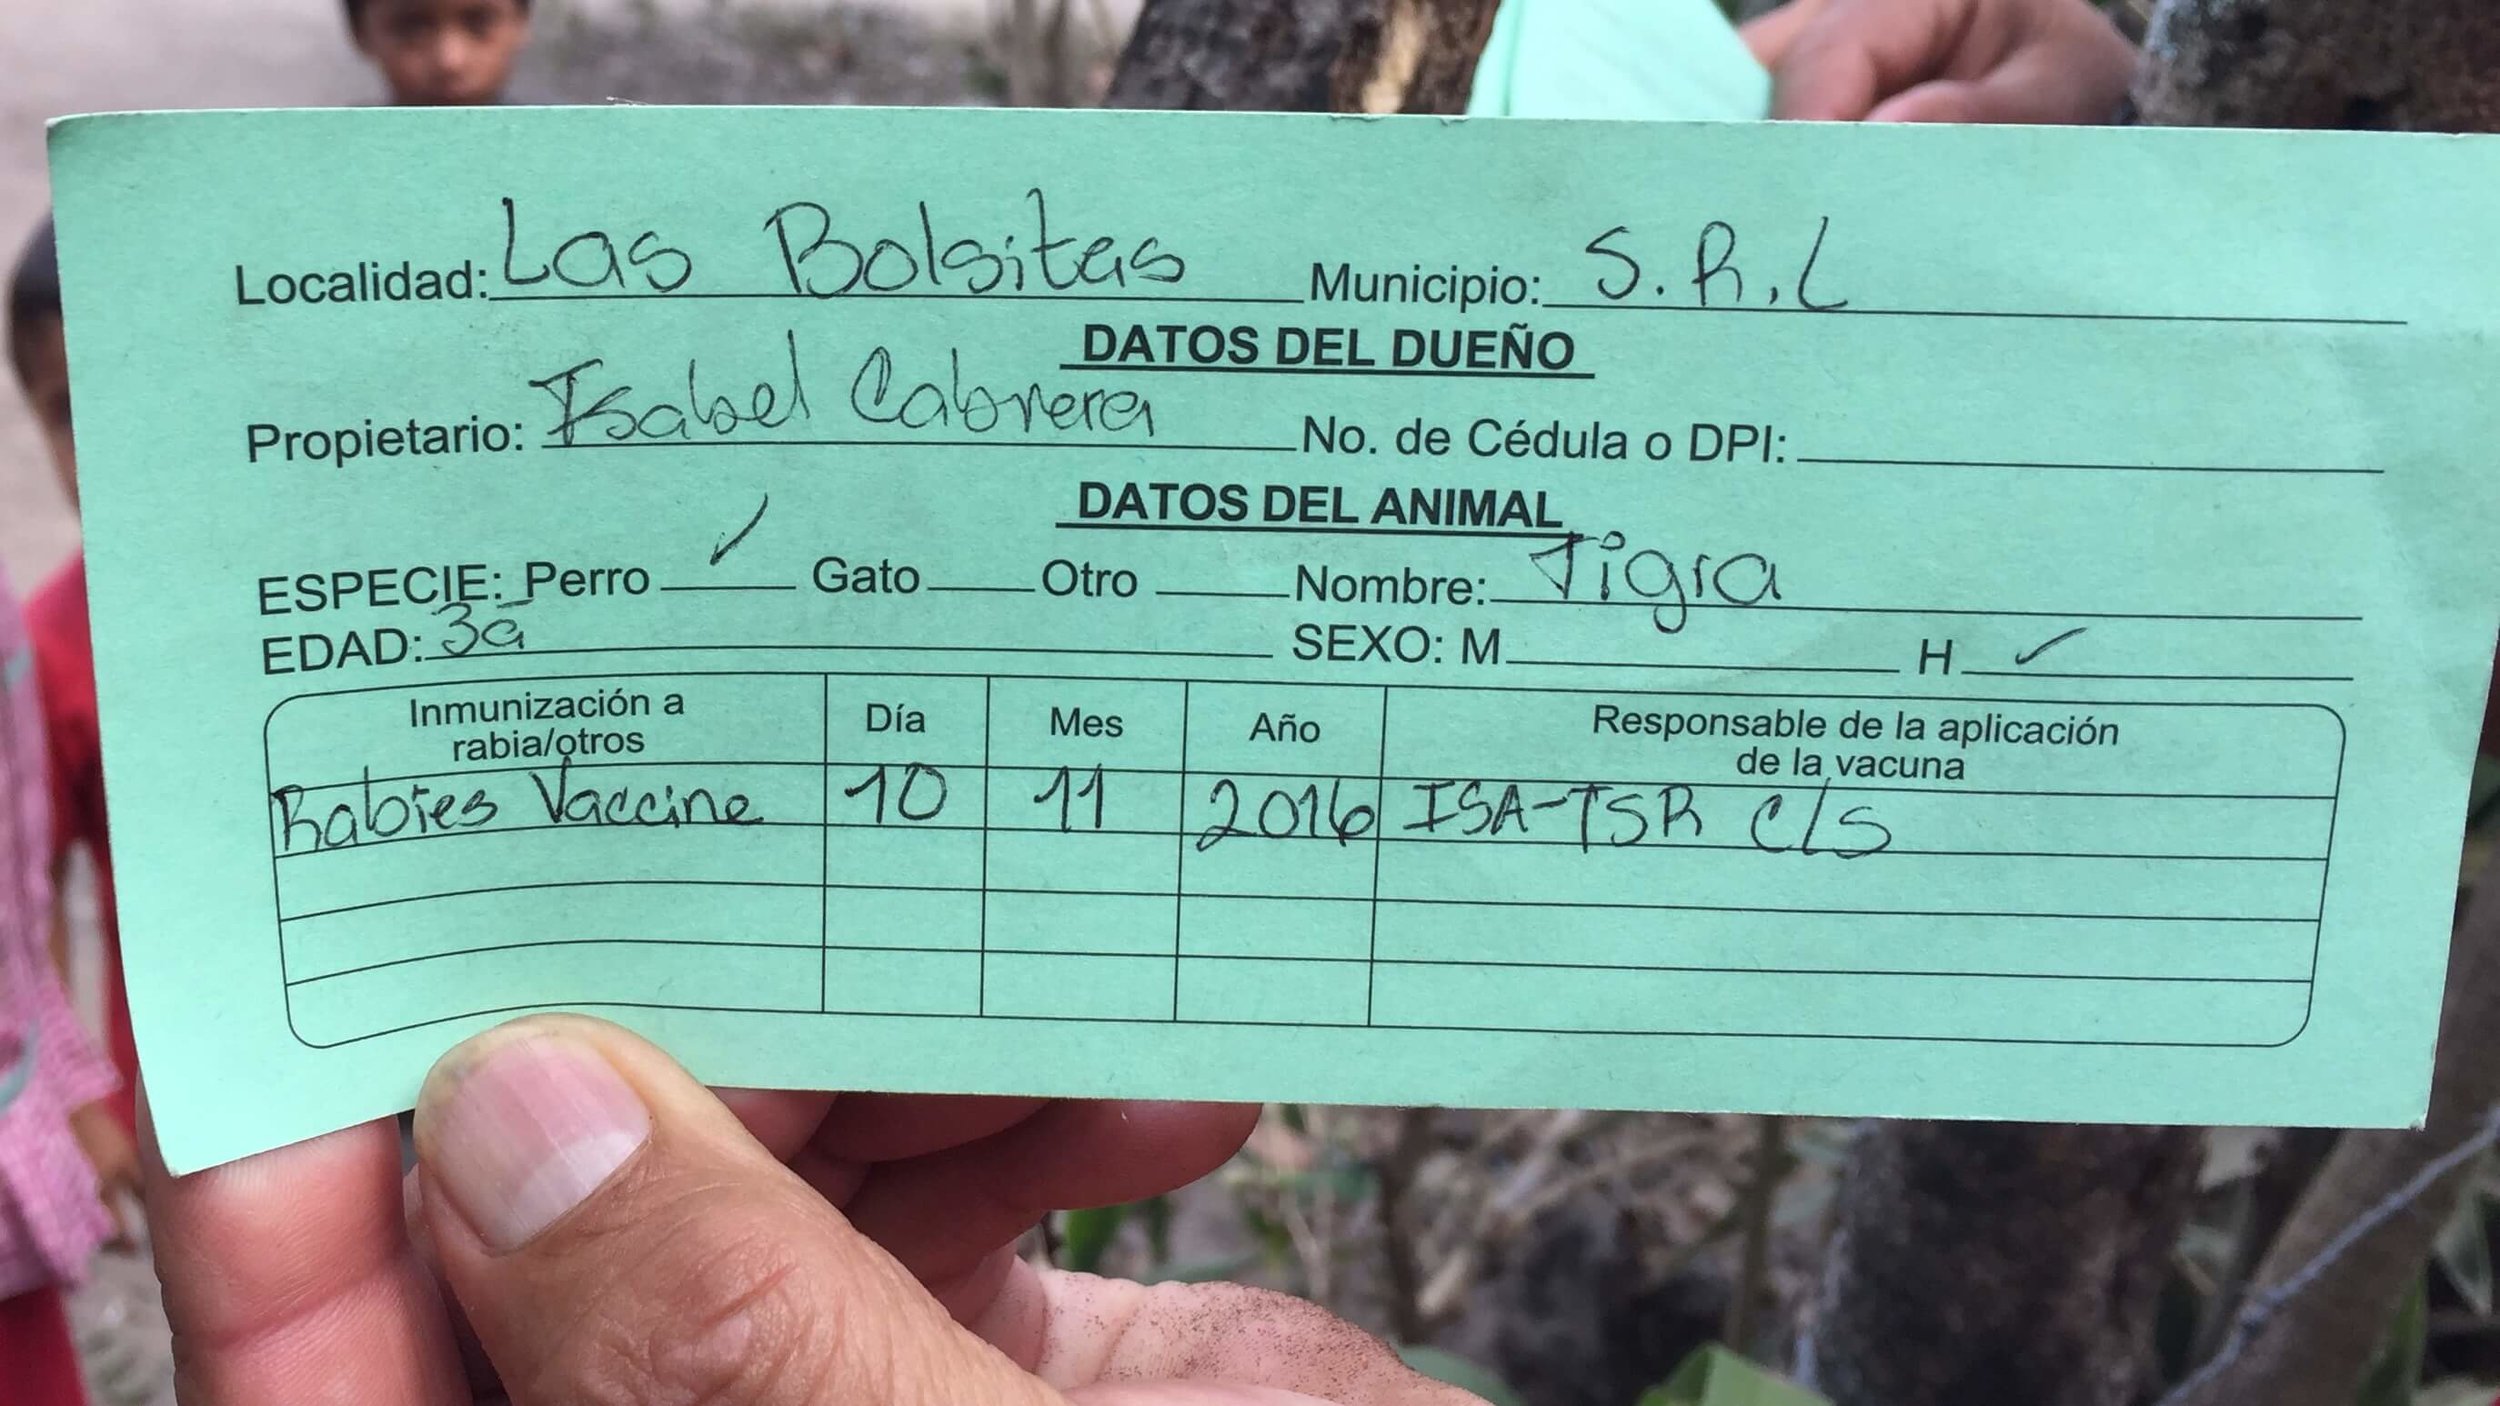 Localidad: Las Bolsitas Municipio: S.R.L
DATOS DEL DUEÑO
Propietario: Isabel Cabrera No. de Cédula o DPI:
DATOS DEL ANIMAL
ESPECIE: Perro ✓ Gato Otro Nombre: Tigra
EDAD: 3a SEXO: M H ✓
Inmunización a rabia/otros Día Mes Año Responsable de la aplicación de la vacuna
Rabies Vaccine 10 11 2016 ISA-TSR C/S